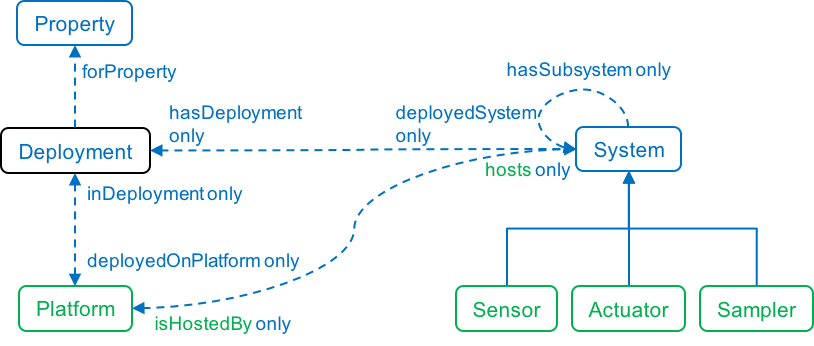 Property
forProperty
hasSubsystem only
hasDeployment
only
deployedSystem
only
Deployment
System
hosts only
inDeployment only
deployedOnPlatform only
Platform
isHostedBy only
Sensor
Actuator
Sampler